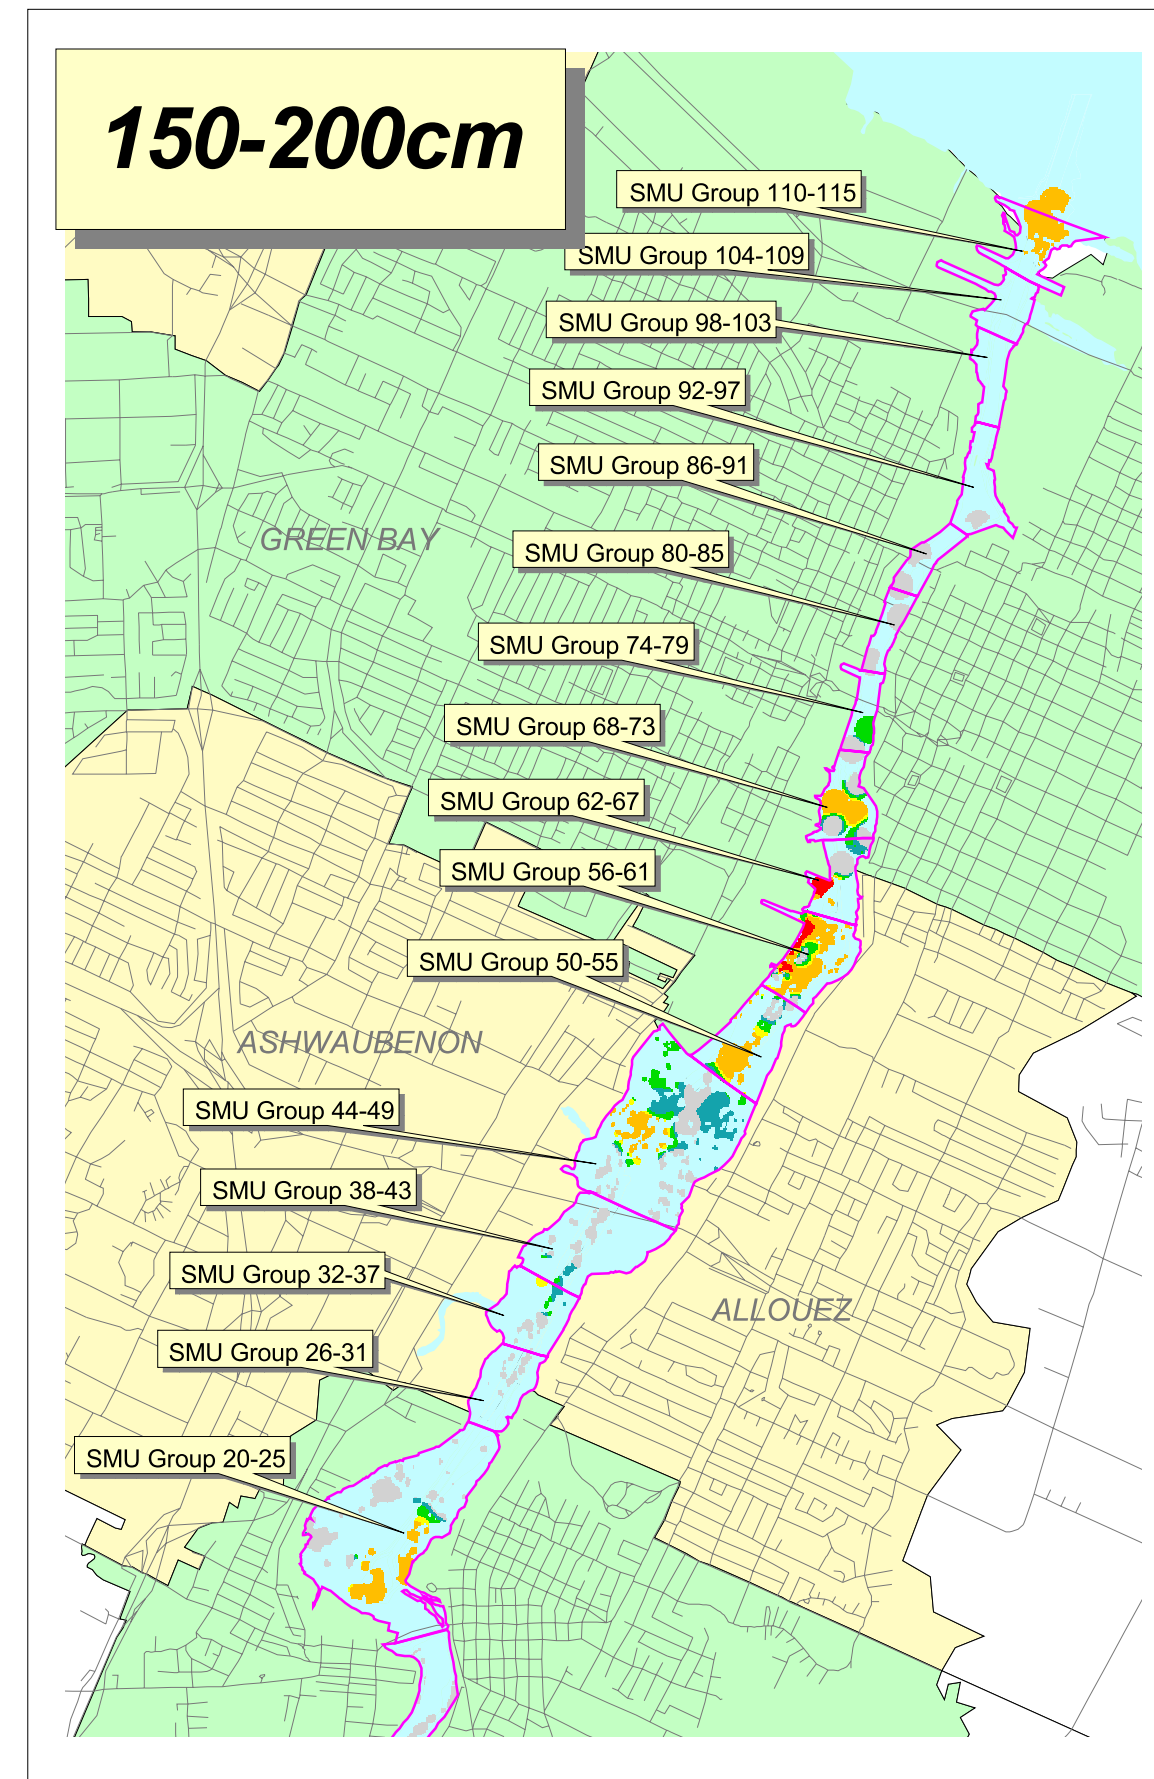 150-200cm
SMU Group 110-115
SMU Group 104-109
SMU Group 98-103
SMU Group 92-97
SMU Group 86-91
GREEN BAY
SMU Group 80-85
SMU Group 74-79
SMU Group 68-73
SMU Group 62-67
SMU Group 56-61
SMU Group 50-55
ASHWAUBENON
SMU Group 44-49
SMU Group 38-43
SMU Group 32-37
ALLOUEZ
SMU Group 26-31
SMU Group 20-25